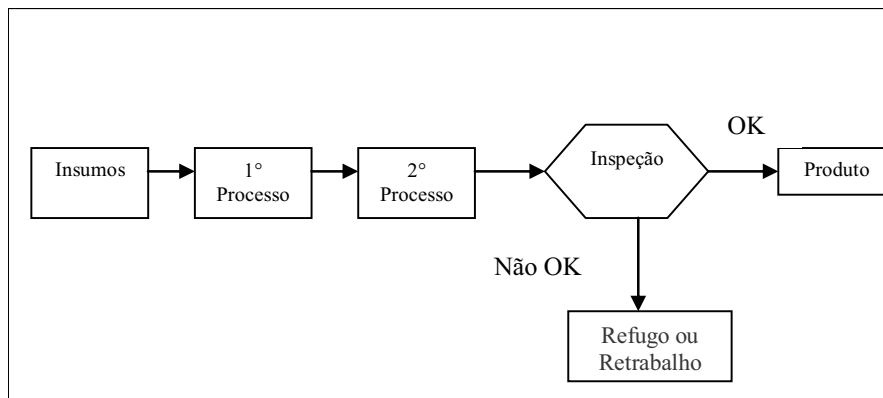 Insumos
1°
Processo
2°
Processo
Inspeção
OK
Produto
Não OK
Refugo ou
Retrabalho